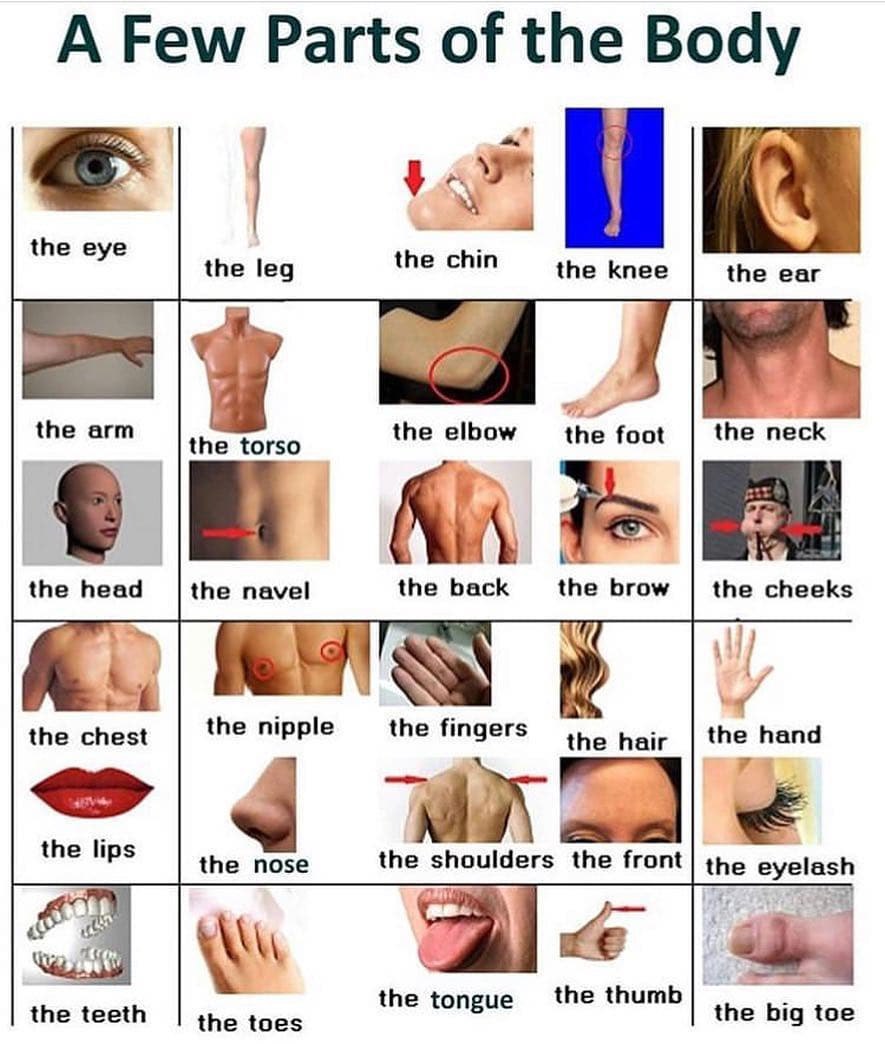 A Few Parts of the Body
the eye
the leg
the chin
the knee
the ear
the arm
the torso
the elbow
the foot
the neck
the head
the navel
the back
the brow
the cheeks
the chest
the nipple
the fingers
the hair
the hand
the lips
the nose
the shoulders
the front
the eyelash
the teeth
the toes
the tongue
the thumb
the big toe